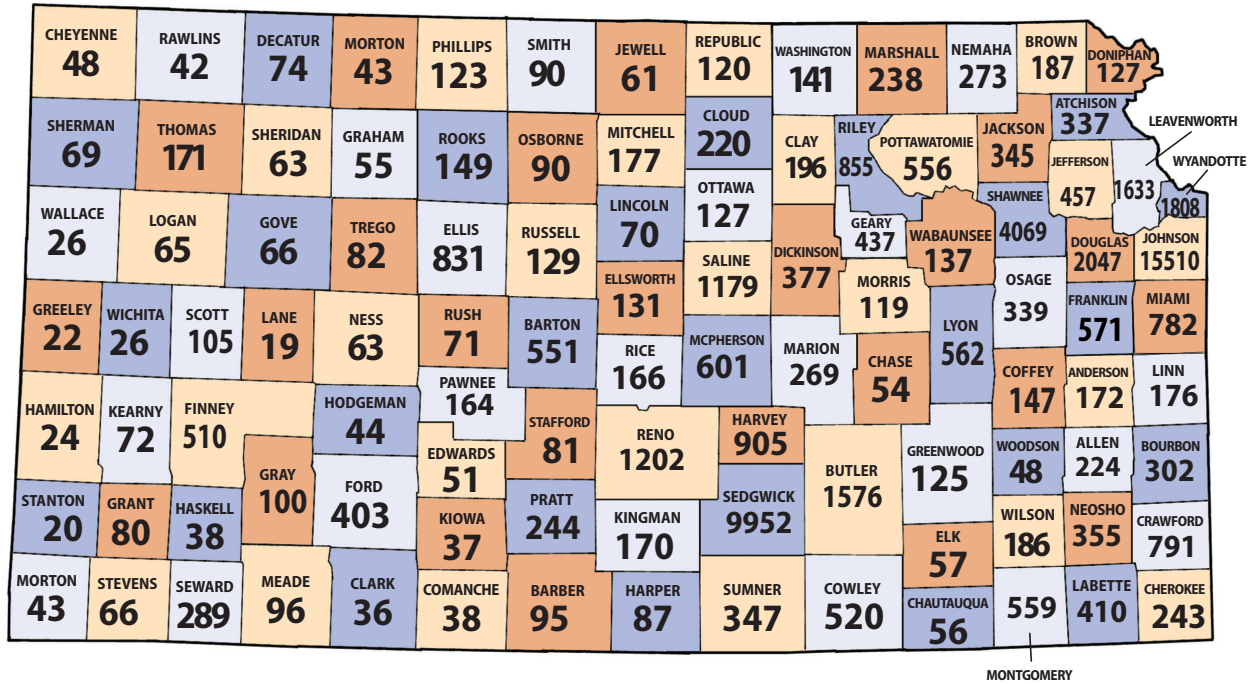 CHEYENNE
48
RAWLINS
42
DECATUR
74
MORTON
43
PHILLIPS
123
SMITH
90
JEWELL
61
REPUBLIC
120
WASHINGTON
141
MARSHALL
238
NEMAHA
273
BROWN
187
DONIPHAN
127
SHERMAN
69
THOMAS
171
SHERIDAN
63
GRAHAM
55
ROOKS
149
OSBORNE
90
MITCHELL
177
CLOUD
220
CLAY
196
RILEY
855
POTTAWATOMIE
556
JACKSON
345
ATCHISON
337
JEFFERSON
457
LEAVENWORTH
1633
WYANDOTTE
1808
WALLACE
26
LOGAN
65
GOVE
66
TREGO
82
ELLIS
831
RUSSELL
129
LINCOLN
70
OTTAWA
127
SALINE
1179
DICKINSON
377
GEARY
437
WABAUNSEE
137
SHAWNEE
4069
DOUGLAS
2047
JOHNSON
15510
GREELEY
22
WICHITA
26
SCOTT
105
LANE
19
NESS
63
RUSH
71
BARTON
551
ELLSWORTH
131
RICE
166
MCPHERSON
601
MARION
269
MORRIS
119
CHASE
54
LYON
562
OSAGE
339
FRANKLIN
571
MIAMI
782
HAMILTON
24
KEARNY
72
FINNEY
510
HODGEMAN
44
PAWNEE
164
STAFFORD
81
RENO
1202
HARVEY
905
BUTLER
1576
GREENWOOD
125
COFFEY
147
ANDERSON
172
LINN
176
WOODSON
48
ALLEN
224
BOURBON
302
STANTON
20
GRANT
80
HASKELL
38
GRAY
100
FORD
403
EDWARDS
51
KIOWA
37
PRATT
244
KINGMAN
170
SEDGWICK
9952
ELK
57
WILSON
186
NEOSHO
355
CRAWFORD
791
MORTON
43
STEVENS
66
SEWARD
289
MEADE
96
CLARK
36
COMANCHE
38
BARBER
95
HARPER
87
SUMNER
347
COWLEY
520
CHAUTAUQUA
56
559
MONTGOMERY
LABETTE
410
CHEROKEE
243